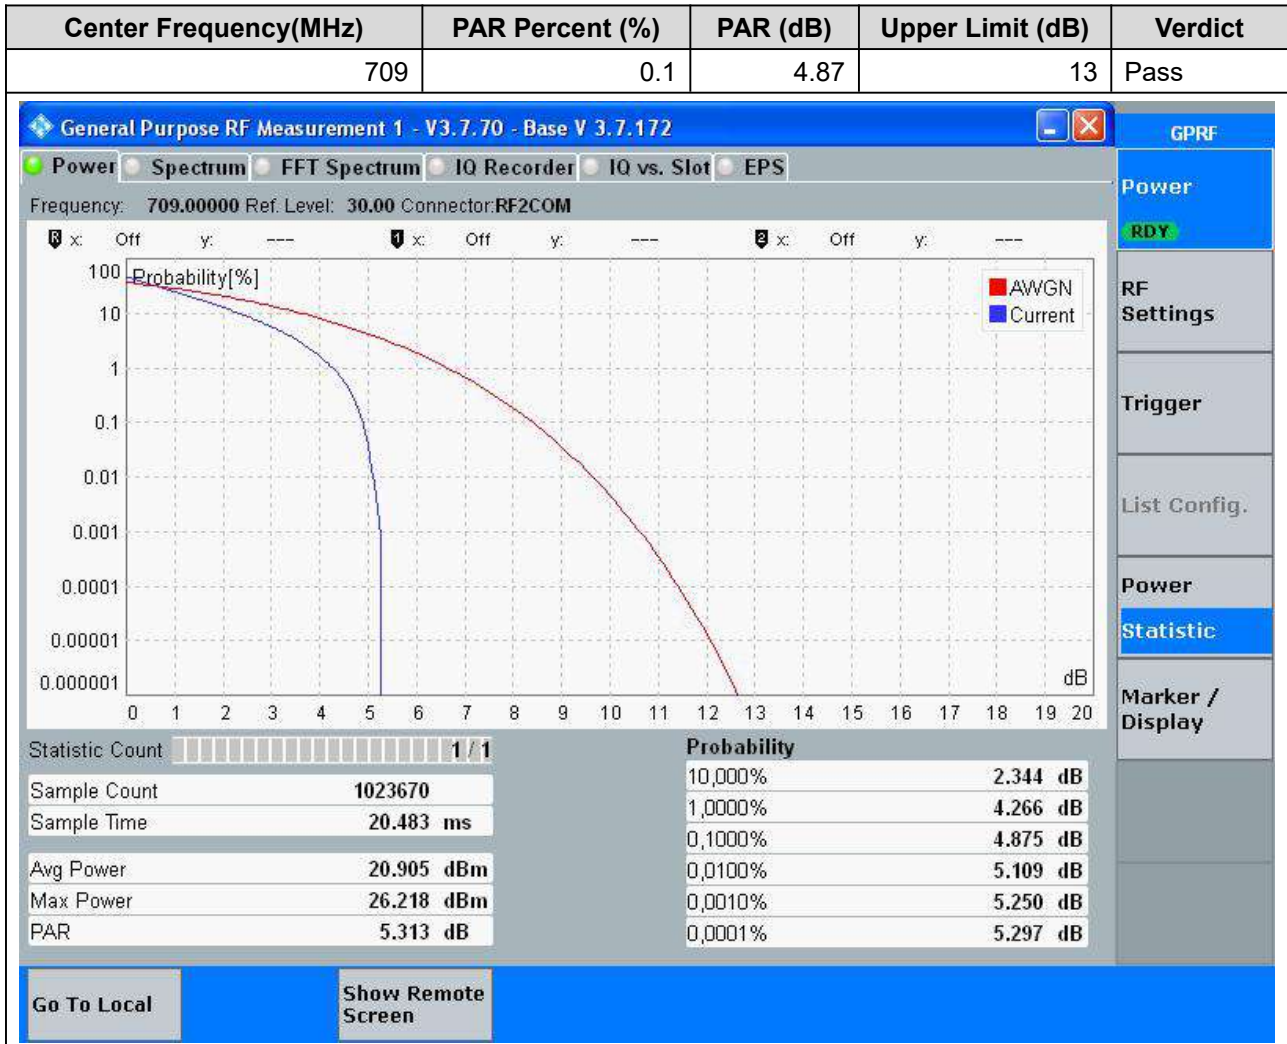 Center Frequency(MHz) PAR Percent (%) PAR (dB) Upper Limit (dB) Verdict
709 0.1 4.87 13 Pass
General Purpose RF Measurement 1 - V3.7.70 - Base V 3.7.172
Power Spectrum FFT Spectrum IQ Recorder IQ vs. Slot EPS
Frequency: 709.00000 Ref. Level: 30.00 Connector:RF2COM
R x: Off y: --- 1 x: Off y: --- 2 x: Off y: ---
Probability[%]
AWGN
Current
100
10
1
0.1
0.01
0.001
0.0001
0.00001
0.000001
dB
0 1 2 3 4 5 6 7 8 9 10 11 12 13 14 15 16 17 18 19 20
Statistic Count 1 / 1
Sample Count 1023670
Sample Time 20.483 ms
Avg Power 20.905 dBm
Max Power 26.218 dBm
PAR 5.313 dB
Probability
10,000% 2.344 dB
1,0000% 4.266 dB
0,1000% 4.875 dB
0,0100% 5.109 dB
0,0010% 5.250 dB
0,0001% 5.297 dB
GPRF
Power
RDY
RF
Settings
Trigger
List Config.
Power
Statistic
Marker /
Display
Go To Local
Show Remote
Screen